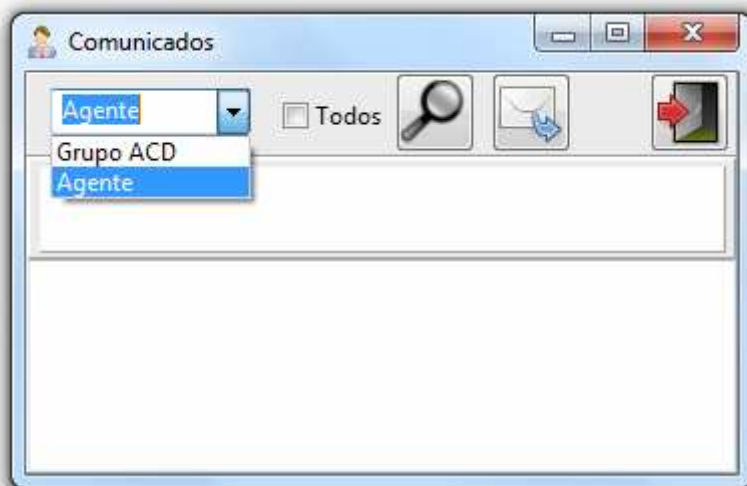 Comunicados
Agente
Todos
Grupo ACD
Agente